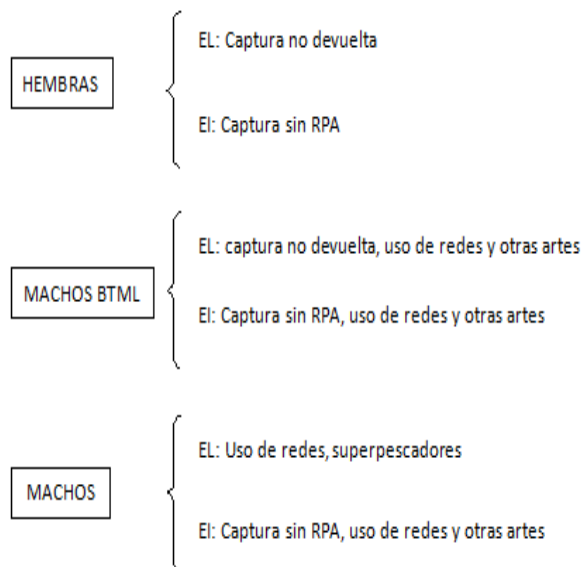 EL: Captura no devuelta
HEMBRAS
EI: Captura sin RPA
EL: captura no devuelta, uso de redes y otras artes
MACHOS BTML
EI: Captura sin RPA, uso de redes y otras artes
EL: Uso de redes, superpescadores
MACHOS
EI: Captura sin RPA, uso de redes y otras artes